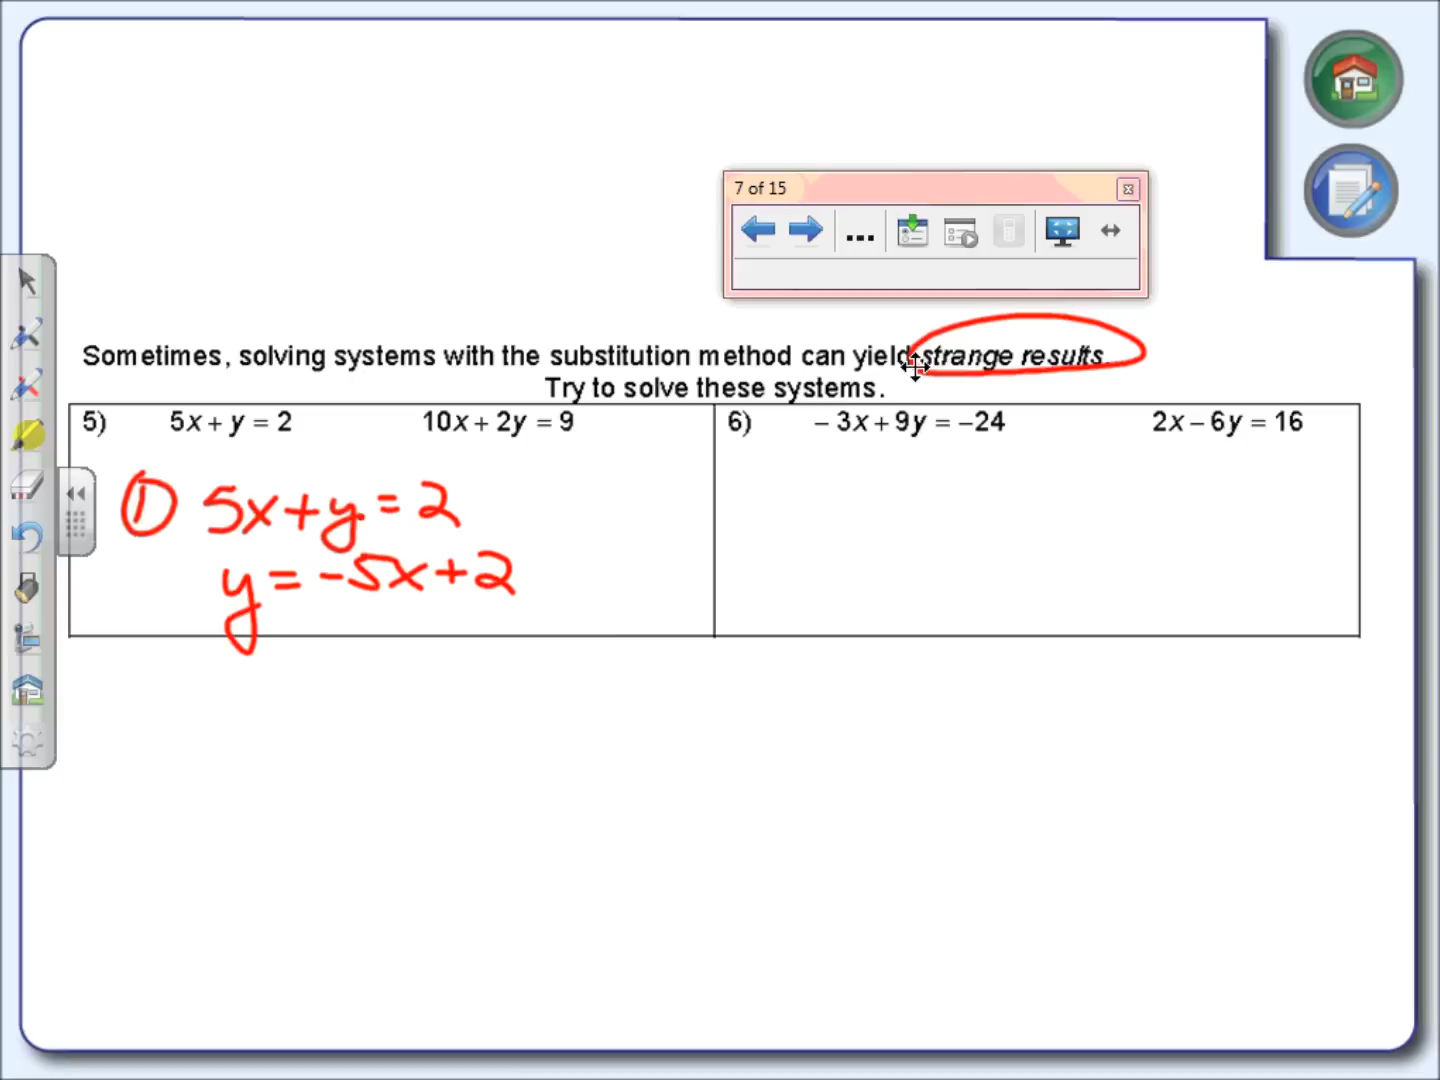 7 of 15
Sometimes, solving systems with the substitution method can yield strange results.
Try to solve these systems.
5) 5x + y = 2 10x + 2y = 9
6) – 3x + 9y = –24 2x – 6y = 16
① 5x + y = 2
y = -5x + 2